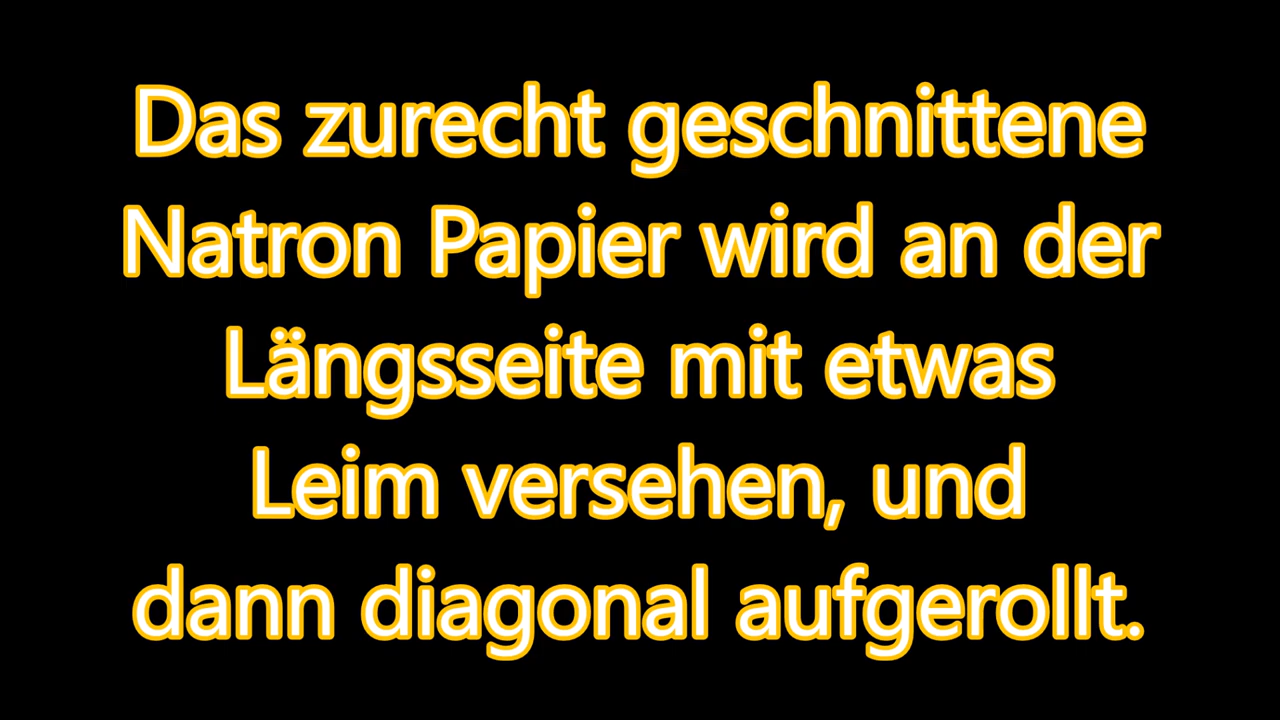 Das zurecht geschnittene
Natron Papier wird an der
Längsseite mit etwas
Leim versehen, und
dann diagonal aufgerollt.